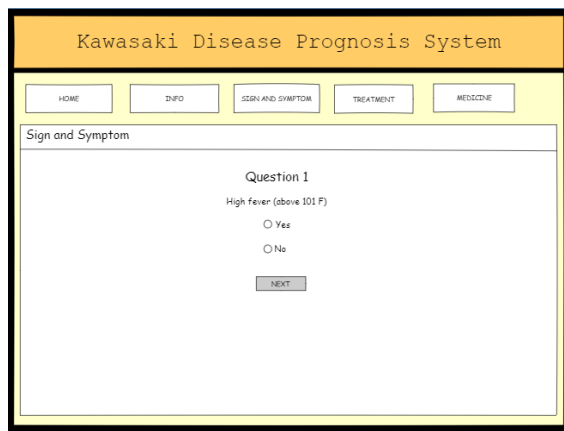 Kawasaki Disease Prognosis System
HOME INFO SIGN AND SYMPTOM TREATMENT MEDICINE
Sign and Symptom
Question 1
High fever (above 101 F)
Yes
No
NEXT